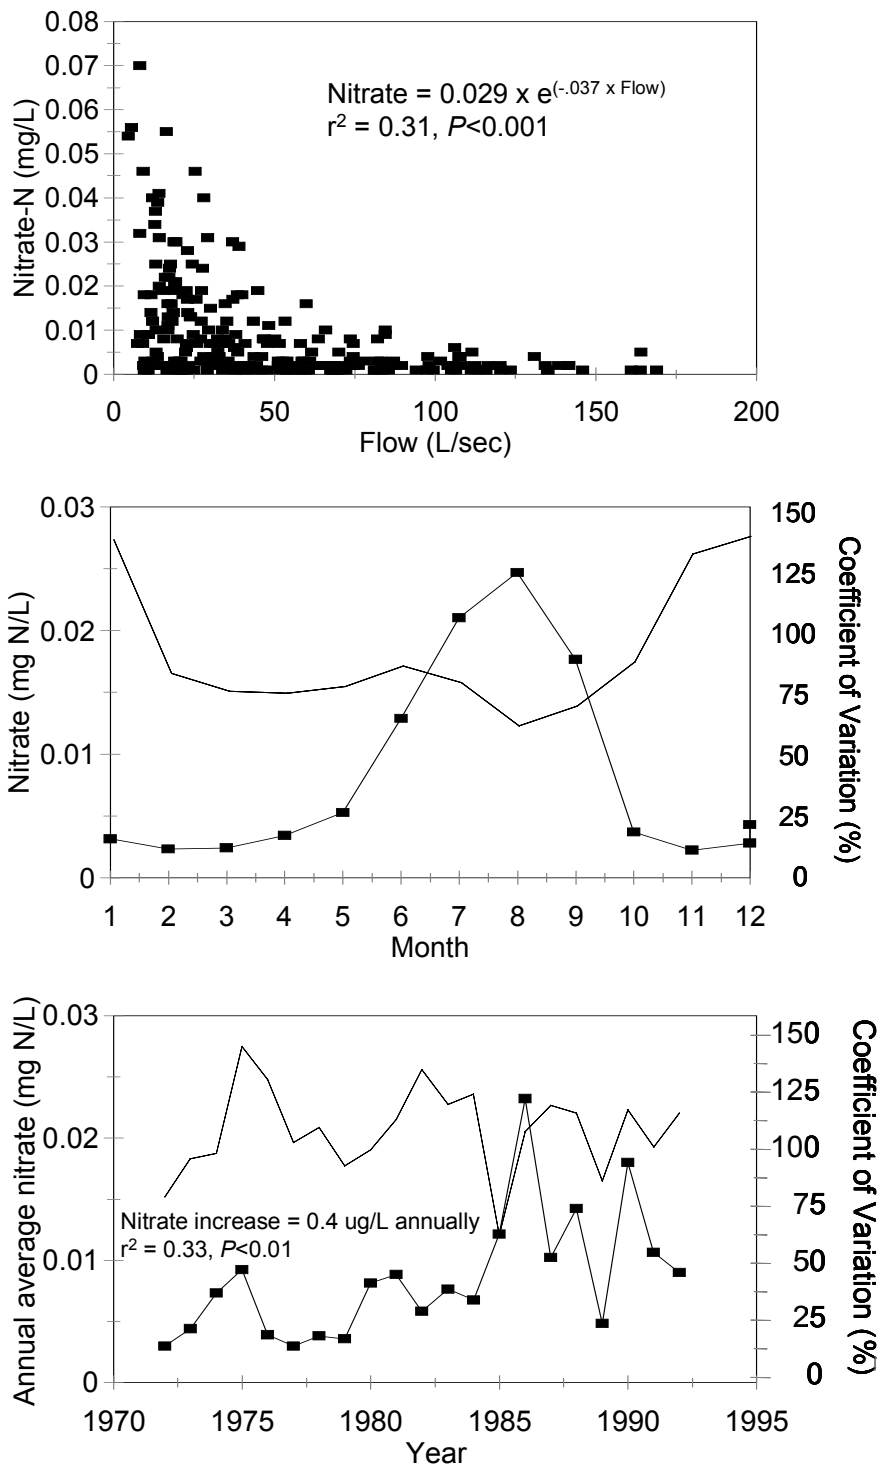 0.08
0.07
0.06
0.05
0.04
0.03
0.02
0.01
0
Nitrate-N (mg/L)
Nitrate = 0.029 x e(-.037 x Flow)
r2 = 0.31, P<0.001
0 50 100 150 200
Flow (L/sec)
0.03
0.02
0.01
0
Nitrate (mg N/L)
150
125
100
75
50
25
0
Coefficient of Variation (%)
1 2 3 4 5 6 7 8 9 10 11 12
Month
0.03
0.02
0.01
0
Annual average nitrate (mg N/L)
Nitrate increase = 0.4 ug/L annually
r2 = 0.33, P<0.01
150
125
100
75
50
25
0
Coefficient of Variation (%)
1970 1975 1980 1985 1990 1995
Year